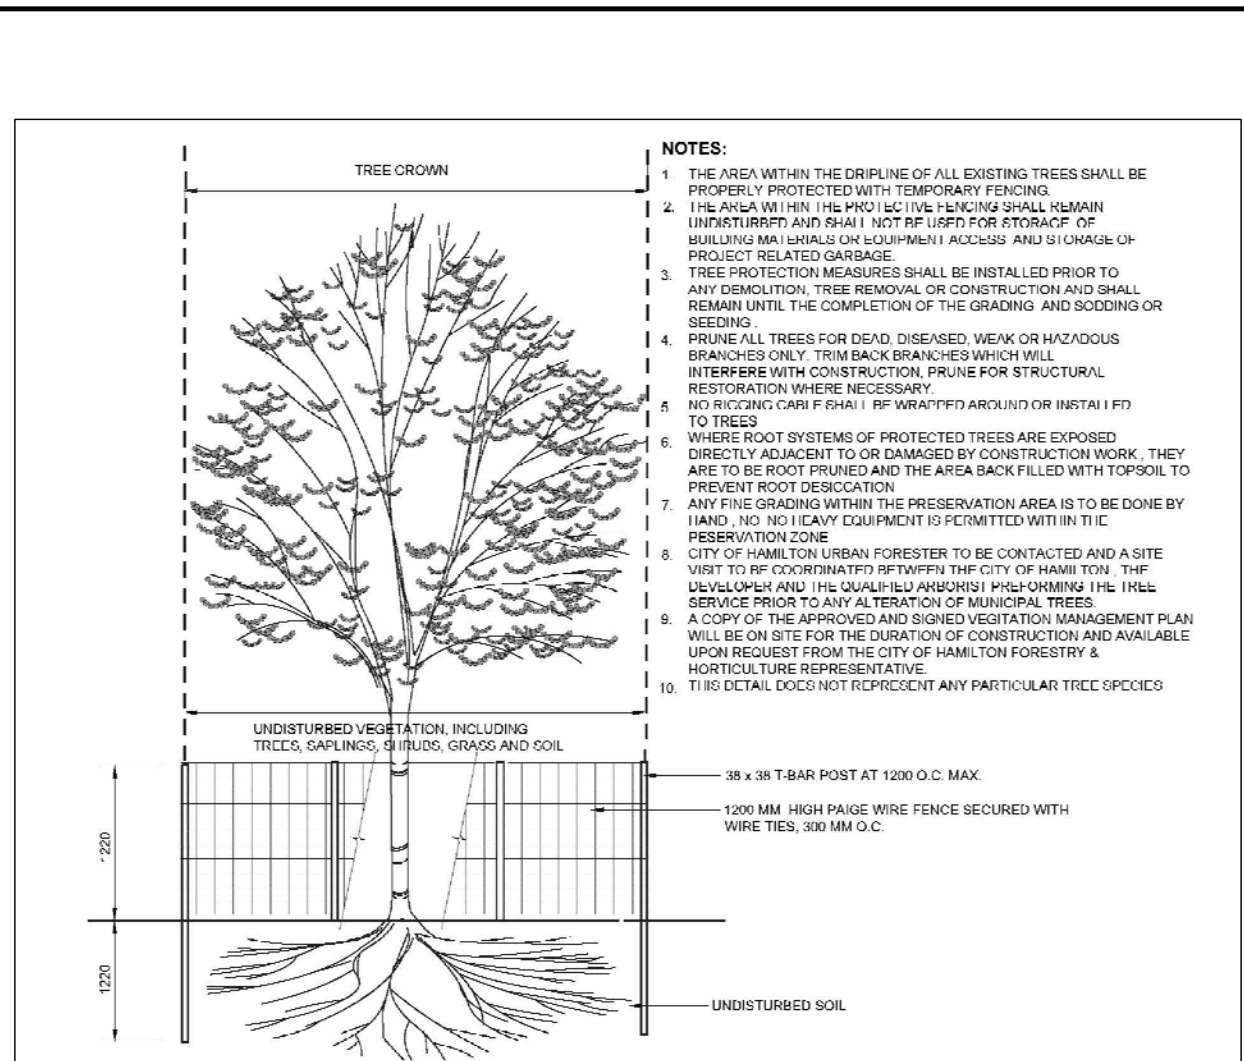 TREE CROWN
NOTES:
1. THE AREA WITHIN THE DRIPLINE OF ALL EXISTING TREES SHALL BE
PROPERLY PROTECTED WITH TEMPORARY FENCING.
2. THE AREA WITHIN THE PROTECTIVE FENCING SHALL REMAIN
UNDISTURBED AND SHALL NOT BE USED FOR STORAGE OF
BUILDING MATERIALS OR EQUIPMENT ACCESS AND STORAGE OF
PROJECT RELATED GARBAGE.
3. TREE PROTECTION MEASURES SHALL BE INSTALLED PRIOR TO
ANY DEMOLITION, TREE REMOVAL OR CONSTRUCTION AND SHALL
REMAIN UNTIL THE COMPLETION OF THE GRADING AND SODDING OR
SEEDING .
4. PRUNE ALL TREES FOR DEAD, DISEASED, WEAK OR HAZADOUS
BRANCHES ONLY. TRIM BACK BRANCHES WHICH WILL
INTERFERE WITH CONSTRUCTION, PRUNE FOR STRUCTURAL
RESTORATION WHERE NECESSARY.
5. NO RIGGING CABLE SHALL BE WRAPPED AROUND OR INSTALLED
TO TREES
6. WHERE ROOT SYSTEMS OF PROTECTED TREES ARE EXPOSED
DIRECTLY ADJACENT TO OR DAMAGED BY CONSTRUCTION WORK , THEY
ARE TO BE ROOT PRUNED AND THE AREA BACK FILLED WITH TOPSOIL TO
PREVENT ROOT DESICCATION
7. ANY FINE GRADING WITHIN THE PRESERVATION AREA IS TO BE DONE BY
HAND , NO NO HEAVY EQUIPMENT IS PERMITTED WITHIN THE
PESERVATION ZONE
8. CITY OF HAMILTON URBAN FORESTER TO BE CONTACTED AND A SITE
VISIT TO BE COORDINATED BETWEEN THE CITY OF HAMILTON , THE
DEVELOPER AND THE QUALIFIED ARBORIST PREFORMING THE TREE
SERVICE PRIOR TO ANY ALTERATION OF MUNICIPAL TREES.
9. A COPY OF THE APPROVED AND SIGNED VEGITATION MANAGEMENT PLAN
WILL BE ON SITE FOR THE DURATION OF CONSTRUCTION AND AVAILABLE
UPON REQUEST FROM THE CITY OF HAMILTON FORESTRY &
HORTICULTURE REPRESENTATIVE.
10. THIS DETAIL DOES NOT REPRESENT ANY PARTICULAR TREE SPECIES
UNDISTURBED VEGETATION, INCLUDING
TREES, SAPLINGS, SHRUBS, GRASS AND SOIL
38 x 38 T-BAR POST AT 1200 O.C. MAX.
1200 MM HIGH PAIGE WIRE FENCE SECURED WITH
WIRE TIES, 300 MM O.C.
1220
1220
UNDISTURBED SOIL